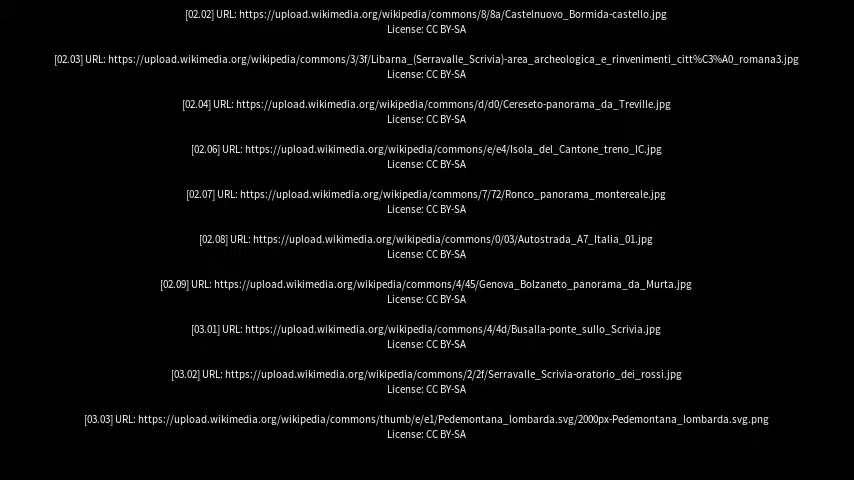 [02.02] URL: https://upload.wikimedia.org/wikipedia/commons/8/8a/Castelnuovo_Bormida-castello.jpg
License: CC BY-SA
[02.03] URL: https://upload.wikimedia.org/wikipedia/commons/3/3f/Libarna_(Serravalle_Scrivia)-area_archeologica_e_rinvenimenti_citt%C3%A0_romana3.jpg
License: CC BY-SA
[02.04] URL: https://upload.wikimedia.org/wikipedia/commons/d/d0/Cereseto-panorama_da_Treville.jpg
License: CC BY-SA
[02.06] URL: https://upload.wikimedia.org/wikipedia/commons/e/e4/Isola_del_Cantone_treno_IC.jpg
License: CC BY-SA
[02.07] URL: https://upload.wikimedia.org/wikipedia/commons/7/72/Ronco_panorama_montereale.jpg
License: CC BY-SA
[02.08] URL: https://upload.wikimedia.org/wikipedia/commons/0/03/Autostrada_A7_Italia_01.jpg
License: CC BY-SA
[02.09] URL: https://upload.wikimedia.org/wikipedia/commons/4/45/Genova_Bolzaneto_panorama_da_Murta.jpg
License: CC BY-SA
[03.01] URL: https://upload.wikimedia.org/wikipedia/commons/4/4d/Busalla-ponte_sullo_Scrivia.jpg
License: CC BY-SA
[03.02] URL: https://upload.wikimedia.org/wikipedia/commons/2/2f/Serravalle_Scrivia-oratorio_dei_rossi.jpg
License: CC BY-SA
[03.03] URL: https://upload.wikimedia.org/wikipedia/commons/thumb/e/e1/Pedemontana_lombarda.svg/2000px-Pedemontana_lombarda.svg.png
License: CC BY-SA